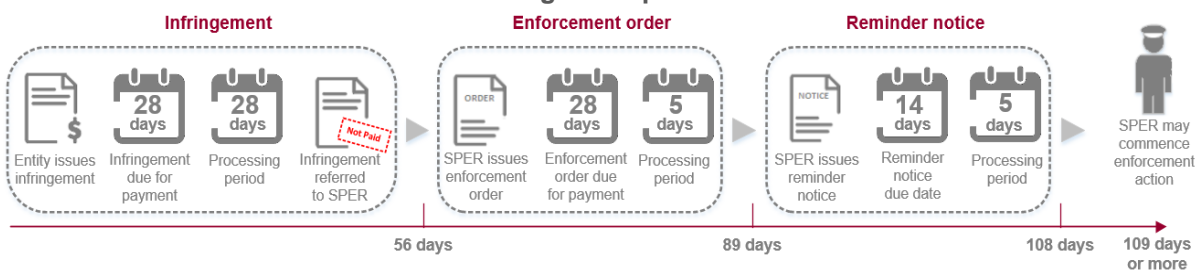 Infringement
Enforcement order
Reminder notice
28
days
28
days
Not Paid
Entity issues
infringement
Infringement
due for
payment
Processing
period
Infringement
referred
to SPER
ORDER
28
days
5
days
SPER issues
enforcement
order
Enforcement
order due
for payment
Processing
period
NOTICE
14
days
5
days
SPER issues
reminder
notice
Reminder
notice
due date
Processing
period
SPER may
commence
enforcement
action
$
56 days
89 days
108 days
109 days
or more